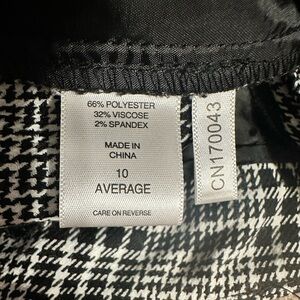 66% POLYESTER
32% VISCOSE
2% SPANDEX
MADE IN
CHINA
10
AVERAGE
CARE ON REVERSE
CN170043